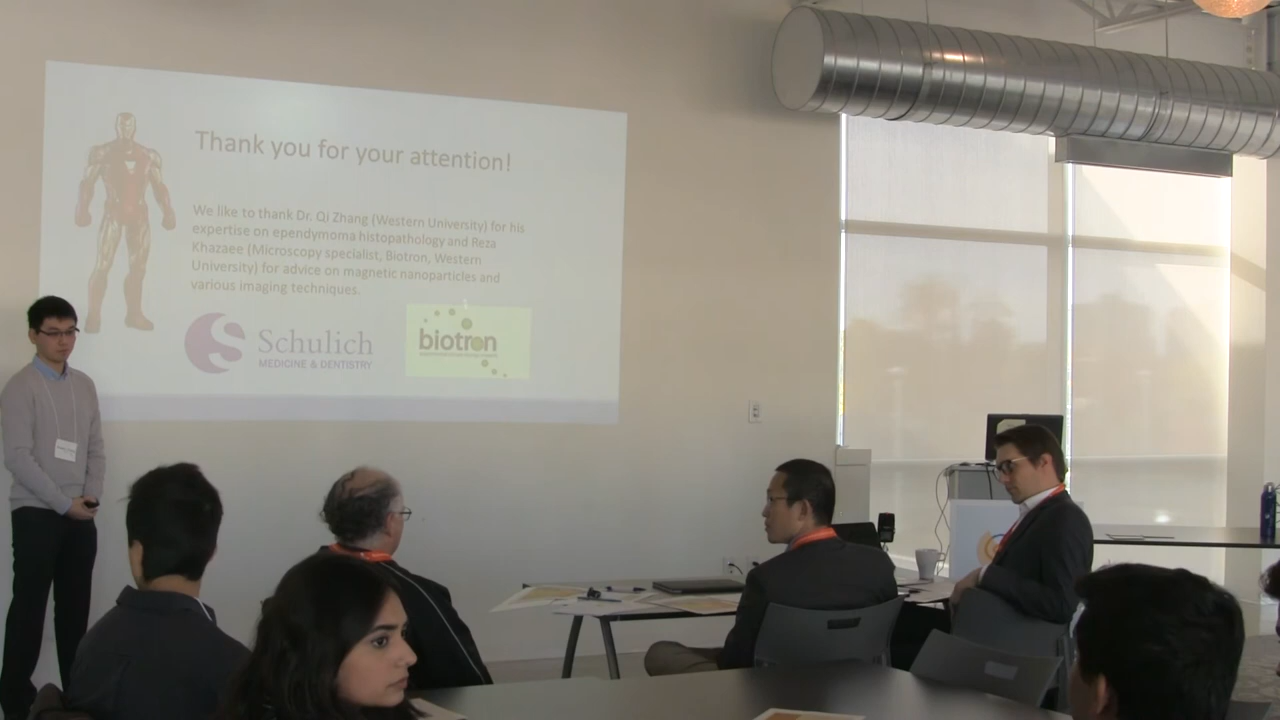 Thank you for your attention!
We like to thank Dr. Qi Zhang (Western University) for his
expertise on ependymoma histopathology and Reza
Khazaee (Microscopy specialist, Biotron, Western
University) for advice on magnetic nanoparticles and
various imaging techniques.
Schulich
MEDICINE & DENTISTRY
biotron